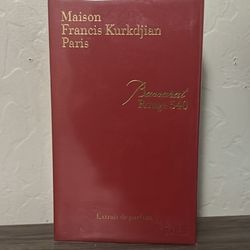 Maison
Francis Kurkdjian
Paris
Baccarat
Rouge 540
Extrait de parfum